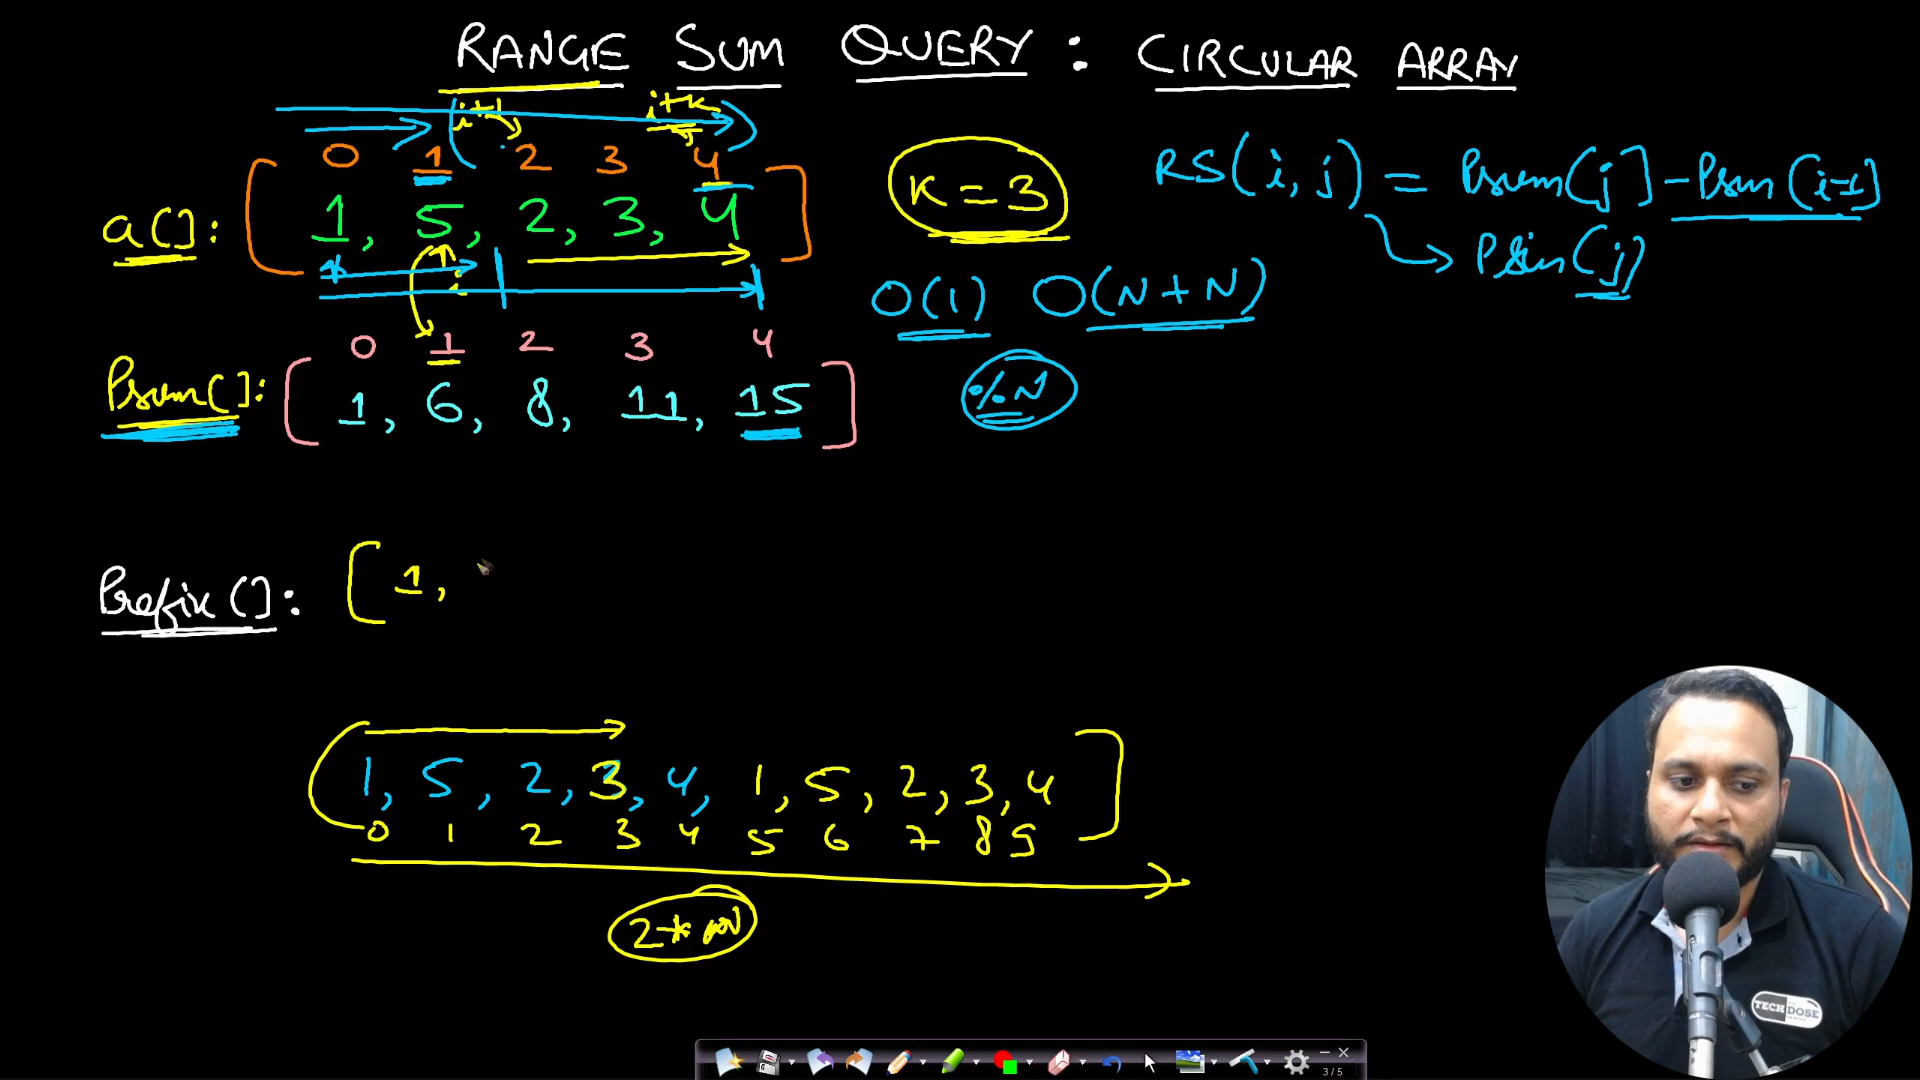 RANGE SUM QUERY : CIRCULAR ARRAY
i+1 i+k
0 1 2 3 4
a[]: [ 1, 5, 2, 3, 4 ]
i
K = 3
RS(i, j) = Psum[j] - Psum[i-1]
Psum[j]
O(1) O(N+N)
0 1 2 3 4
Psum[]: [ 1, 6, 8, 11, 15 ]
%N
Prefix[]: [ 1,
[ 1, 5, 2, 3, 4, 1, 5, 2, 3, 4 ]
0 1 2 3 4 5 6 7 8 9
2*
TECH DOSE
3/5